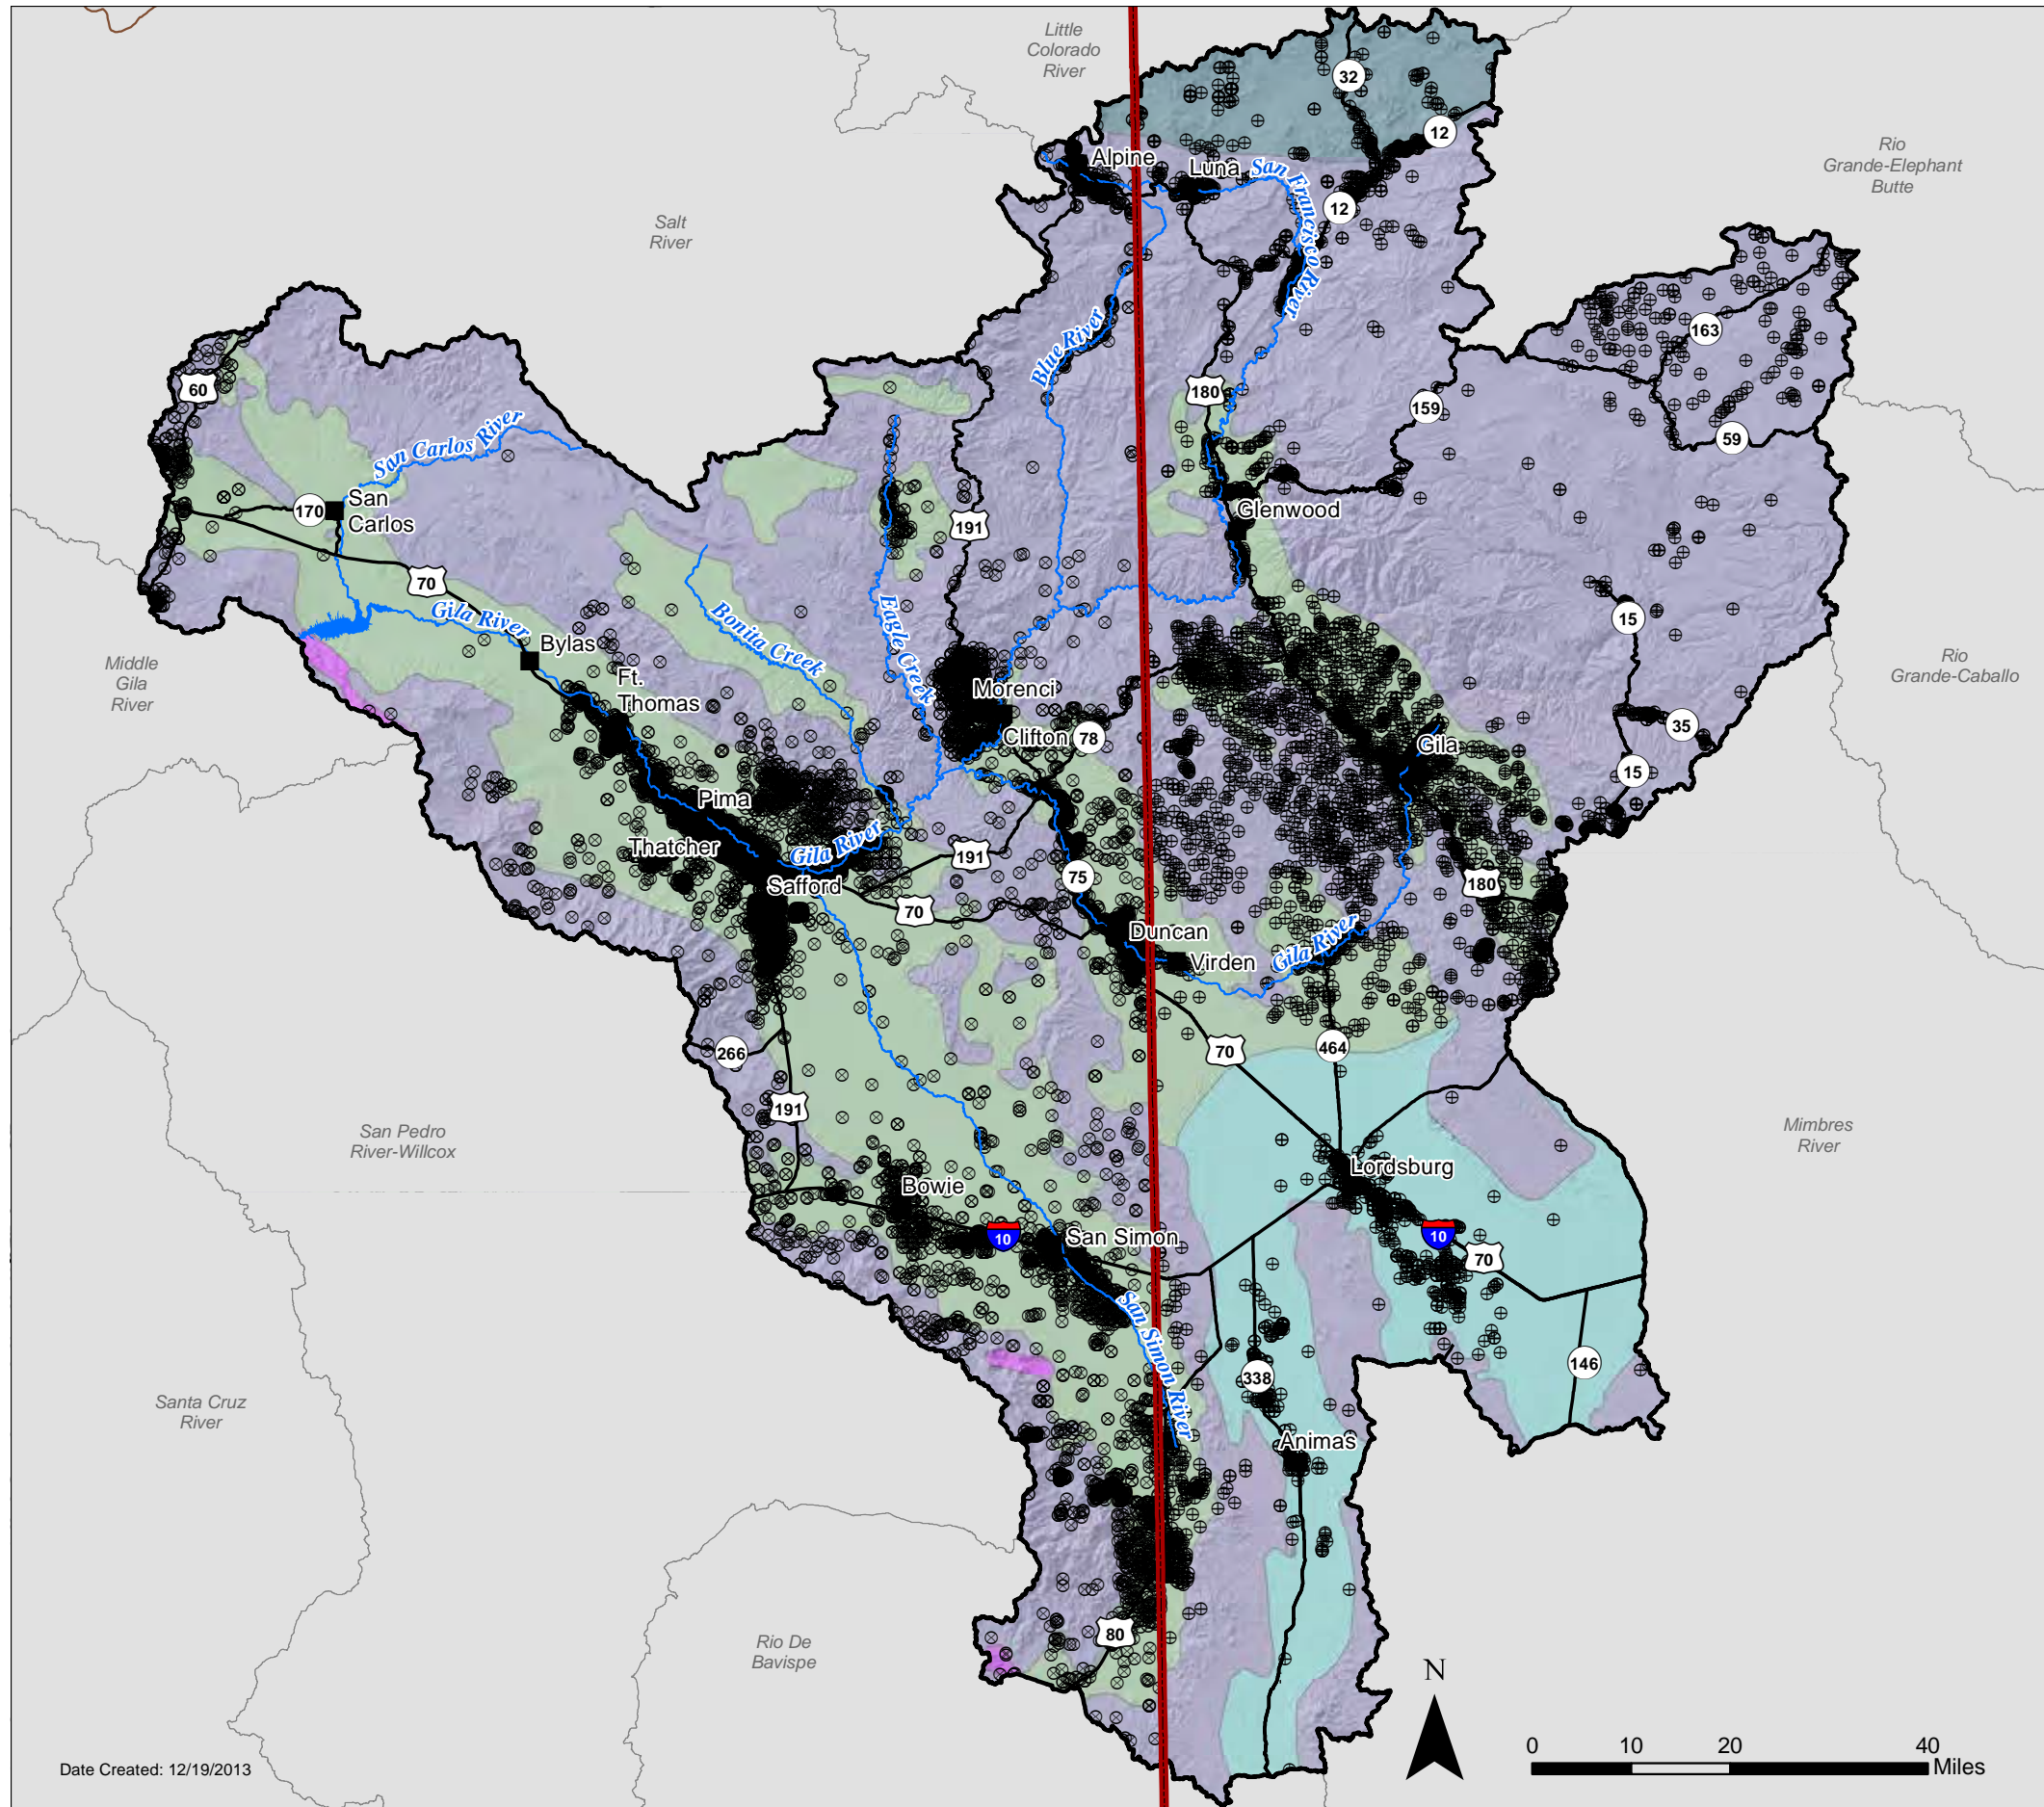 Little
Colorado
River
32
12
Rio
Grande-Elephant
Butte
Alpine
Luna
San Francisco River
12
Salt
River
163
Blue River
60
180
159
59
San Carlos River
San
Carlos
170
191
Glenwood
70
Gila River
Bonita Creek
Eagle Creek
15
Bylas
Middle
Gila
River
Ft.
Thomas
Rio
Grande-Caballo
Morenci
Clifton
78
35
Gila
15
Pima
Thatcher
Gila River
191
75
Safford
180
70
Duncan
Virden
Gila River
266
70
464
191
San Pedro
River-Willcox
Mimbres
River
Lordsburg
Bowie
10
San Simon
10
70
San Simon River
338
146
Santa Cruz
River
Animas
Rio De
Bavispe
80
N
0
10
20
40
Miles
Date Created: 12/19/2013